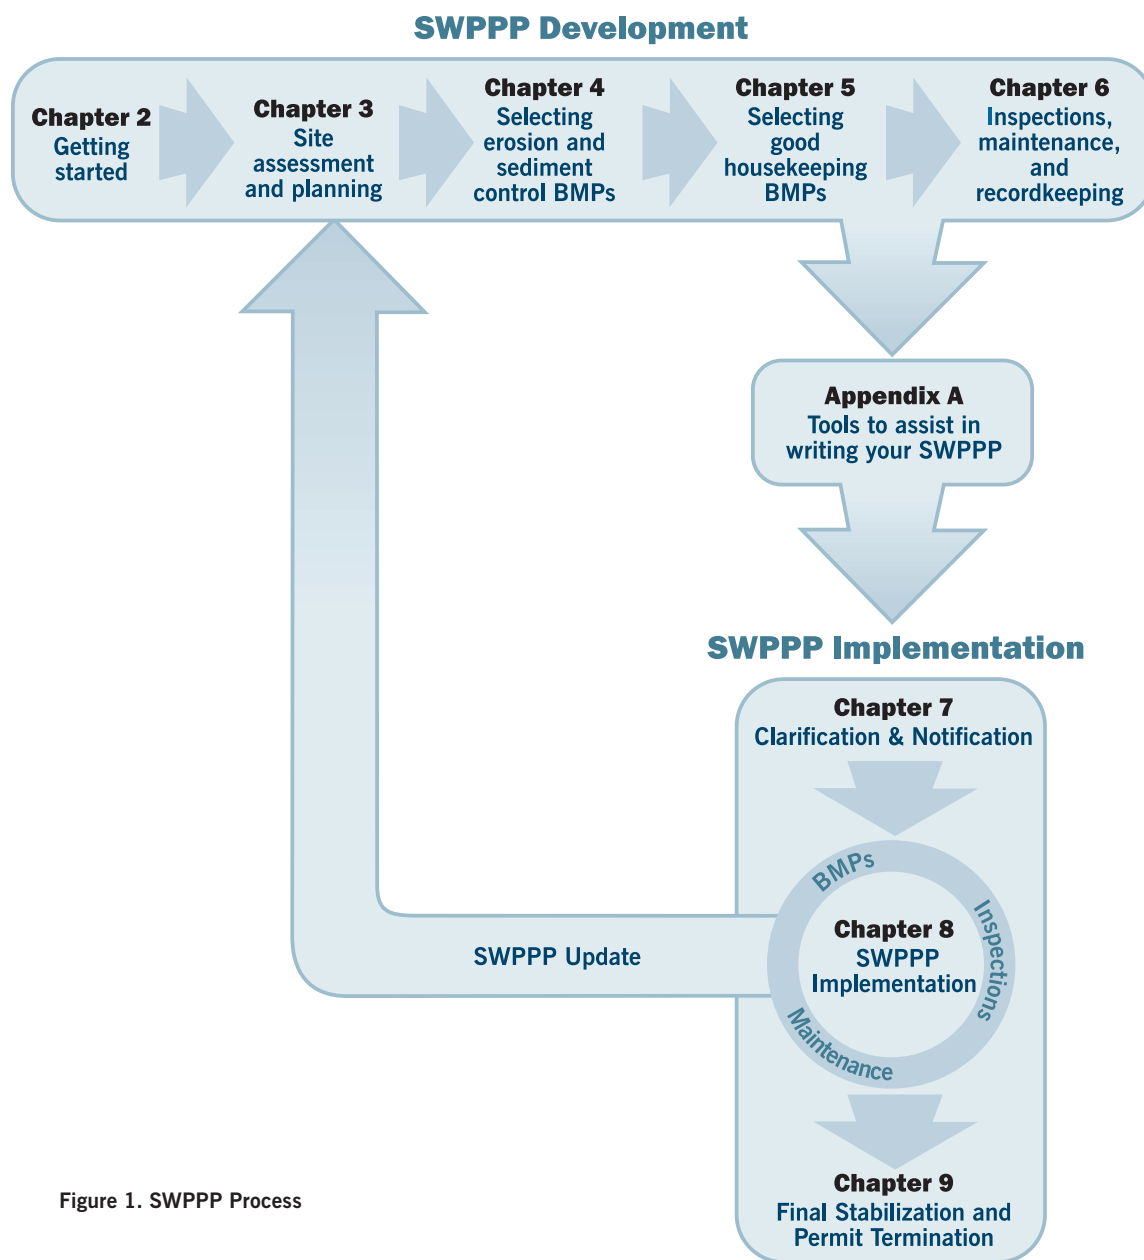 SWPPP Development
Chapter 2
Getting
started
Chapter 3
Site
assessment
and planning
Chapter 4
Selecting
erosion and
sediment
control BMPs
Chapter 5
Selecting
good
housekeeping
BMPs
Chapter 6
Inspections,
maintenance,
and
recordkeeping
Appendix A
Tools to assist in
writing your SWPPP
SWPPP Implementation
Chapter 7
Clarification & Notification
BMPs
Inspections
Maintenance
Chapter 8
SWPPP
Implementation
SWPPP Update
Chapter 9
Final Stabilization and
Permit Termination
Figure 1. SWPPP Process